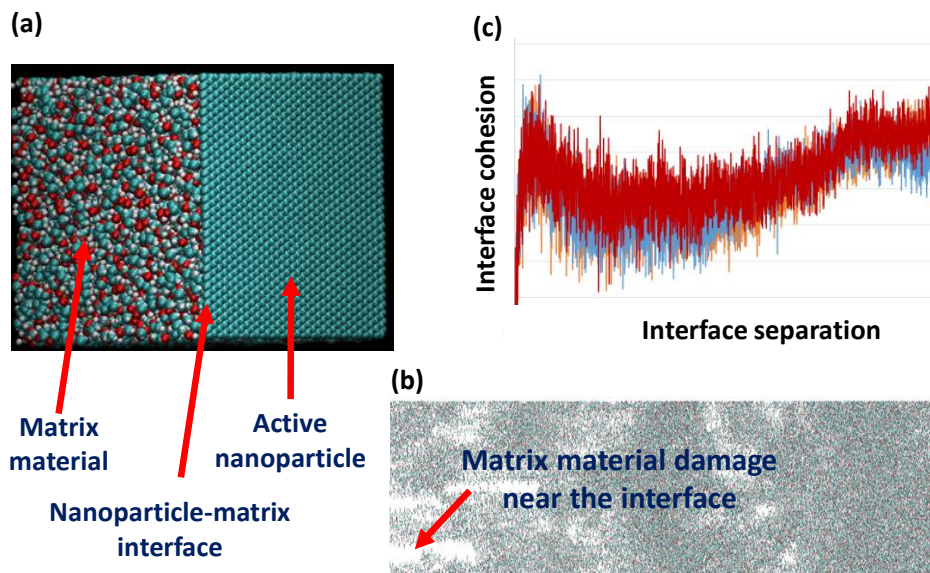 (a)
Matrix
material
Active
nanoparticle
Nanoparticle-matrix
interface
(c)
Interface cohesion
Interface separation
(b)
Matrix material damage
near the interface